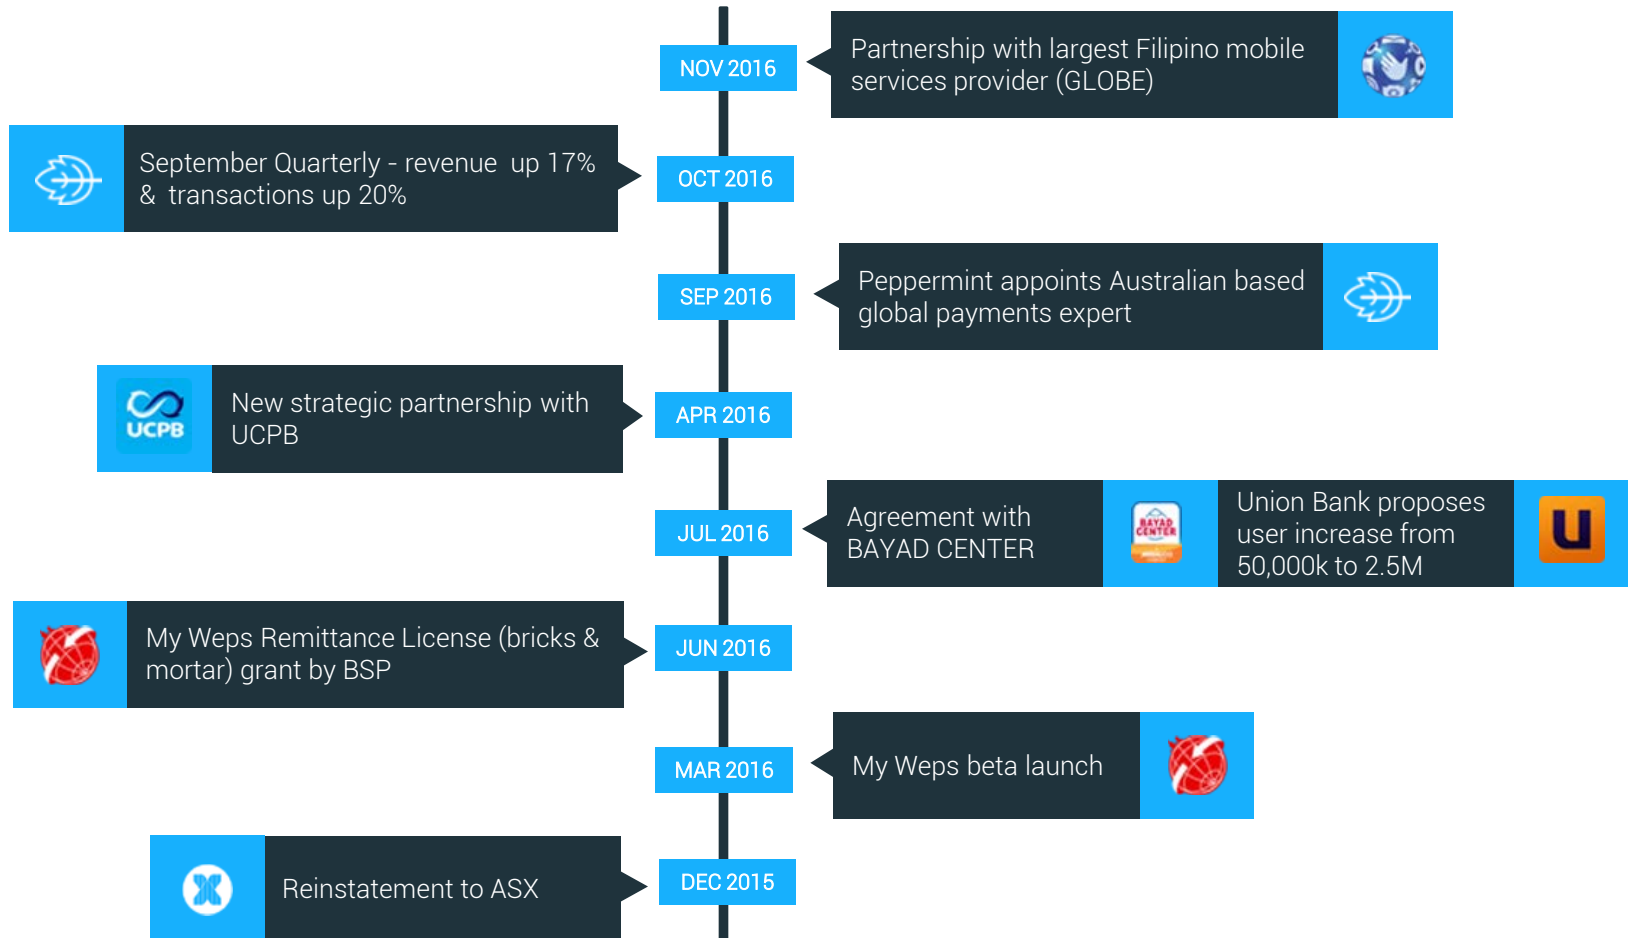 NOV 2016
Partnership with largest Filipino mobile
services provider (GLOBE)
September Quarterly - revenue up 17%
& transactions up 20%
OCT 2016
SEP 2016
Peppermint appoints Australian based
global payments expert
UCPB
New strategic partnership with
UCPB
APR 2016
JUL 2016
Agreement with
BAYAD CENTER
BAYAD
CENTER
Union Bank proposes
user increase from
50,000k to 2.5M
U
My Weps Remittance License (bricks &
mortar) grant by BSP
JUN 2016
MAR 2016
My Weps beta launch
Reinstatement to ASX
DEC 2015